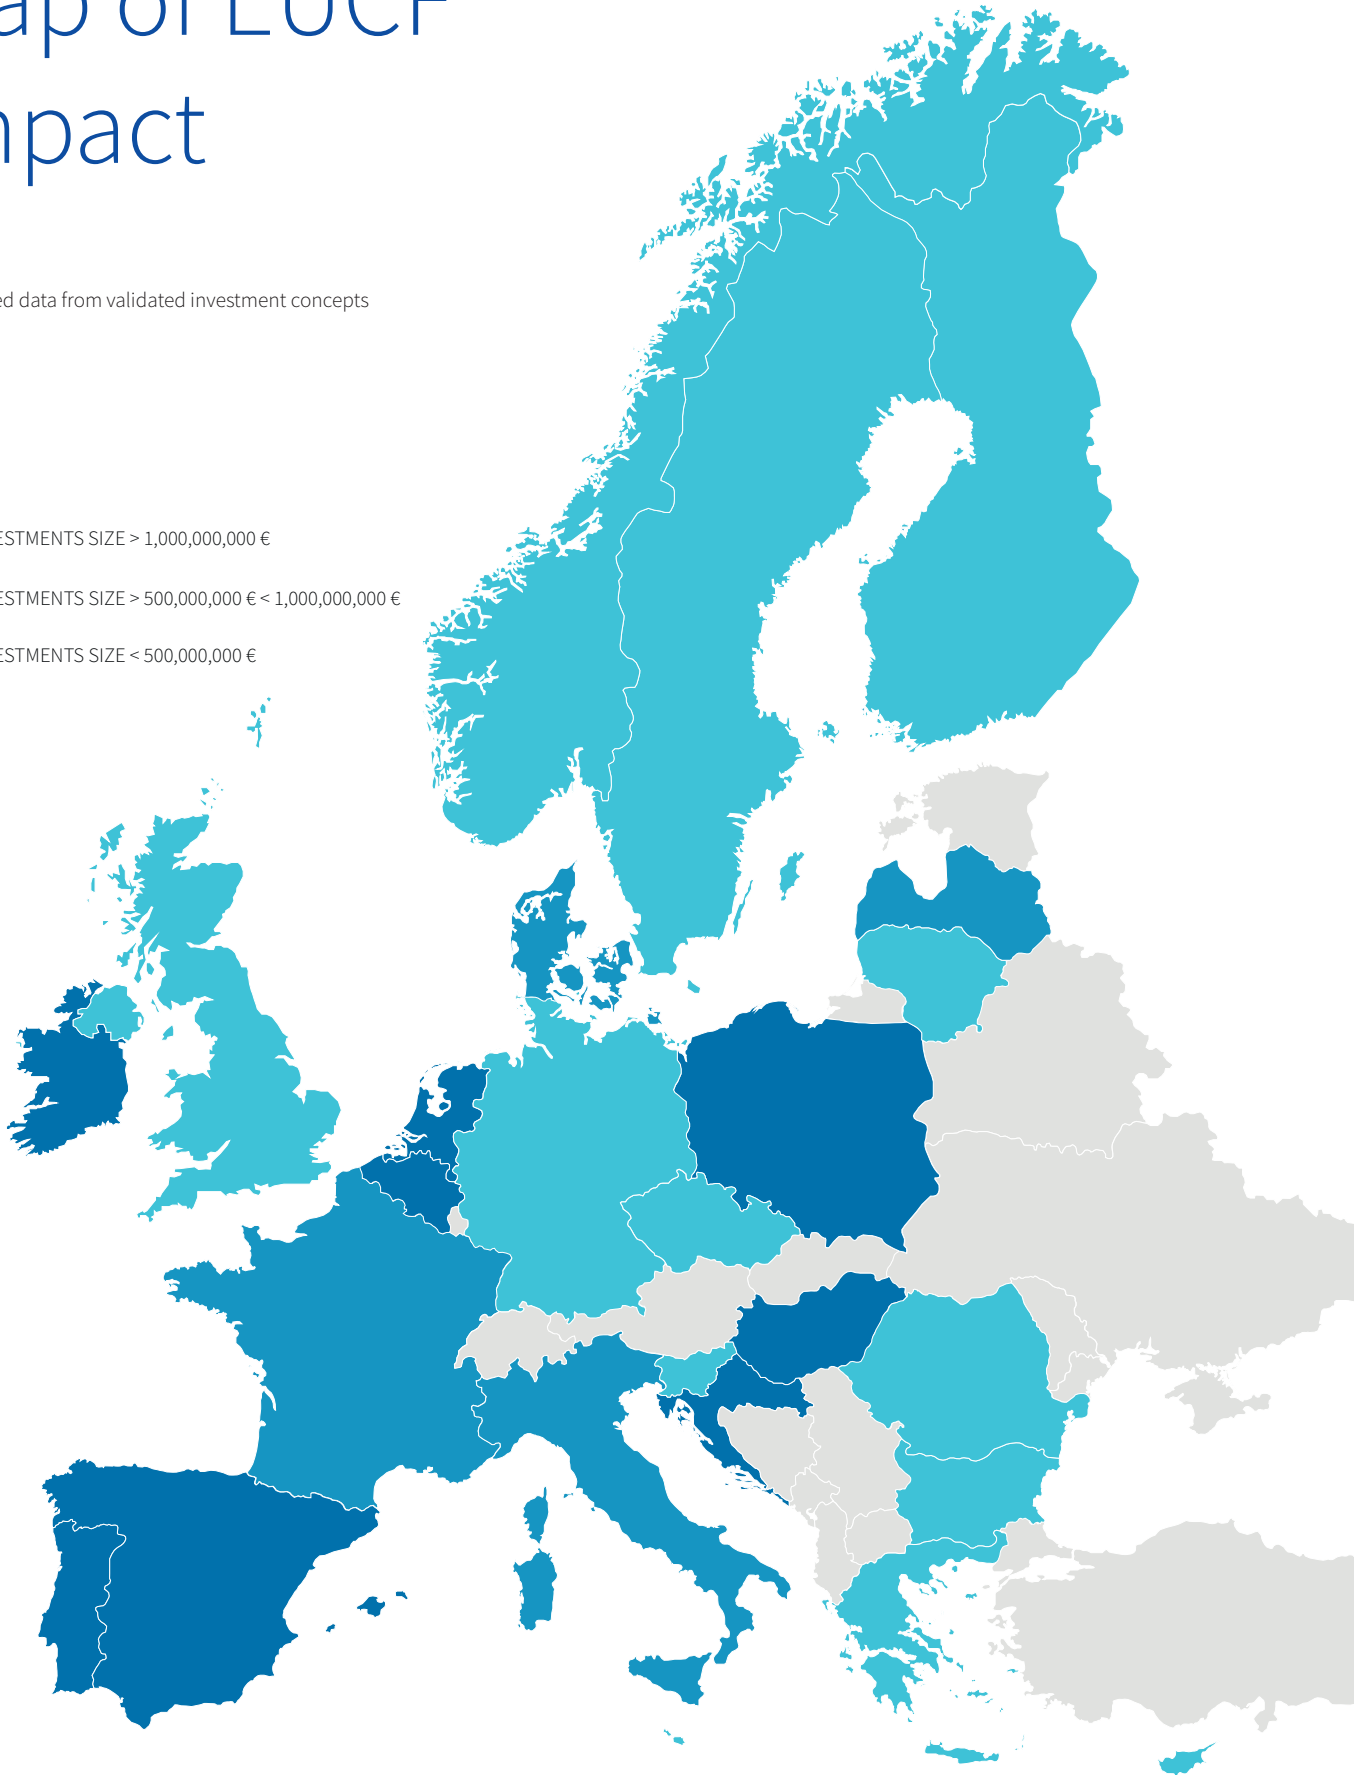 ap of EUCF
mpact
ed data from validated investment concepts
ESTMENTS SIZE > 1,000,000,000 €
ESTMENTS SIZE > 500,000,000 € < 1,000,000,000 €
ESTMENTS SIZE < 500,000,000 €